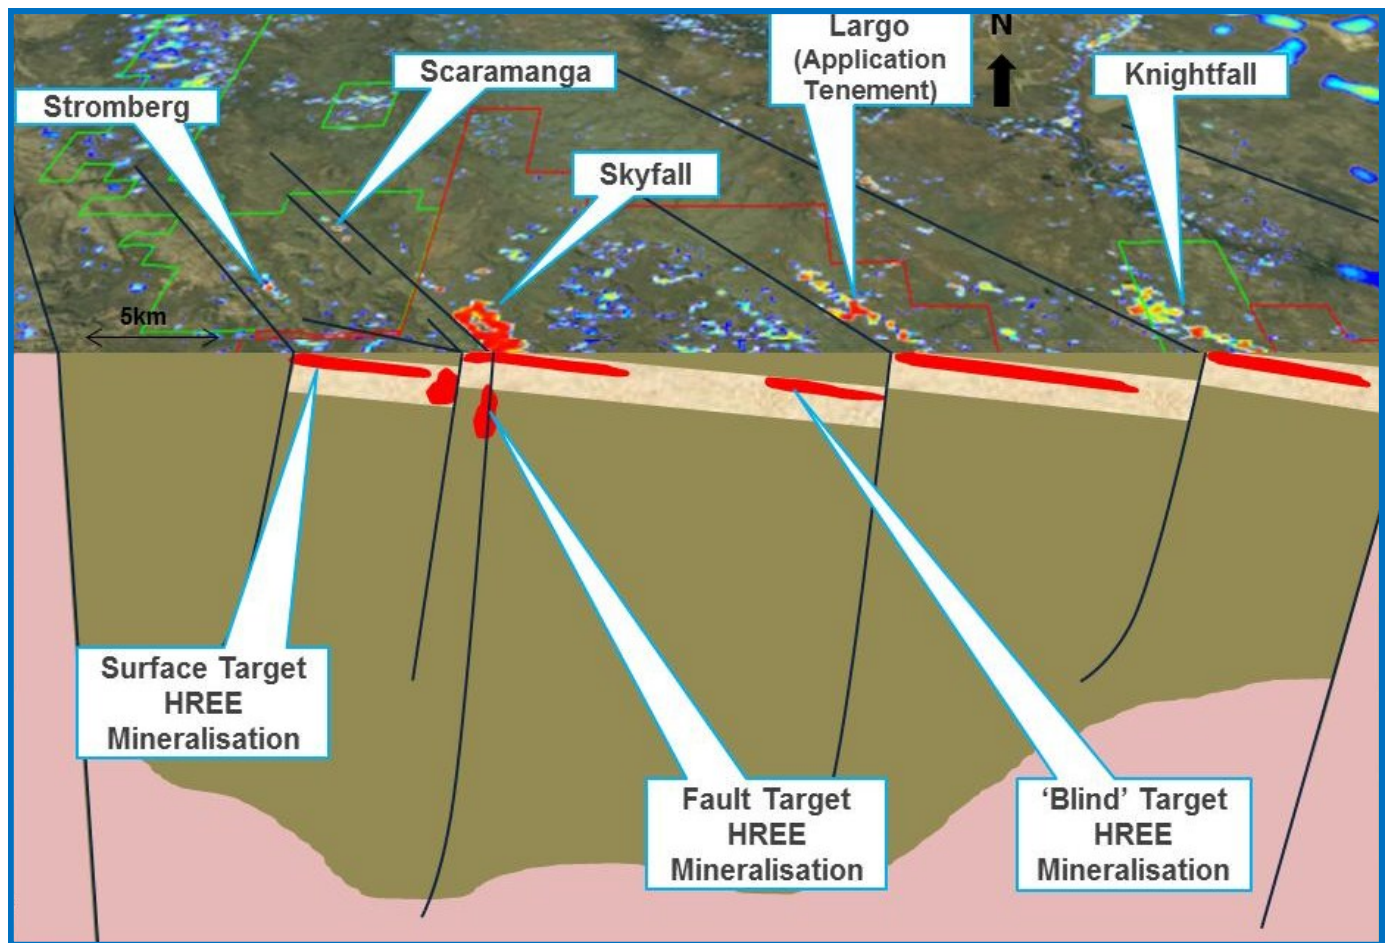 Largo
(Application
Tenement)
N
Scaramanga
Knightfall
Stromberg
Skyfall
5km
Surface Target
HREE
Mineralisation
Fault Target
HREE
Mineralisation
‘Blind’ Target
HREE
Mineralisation